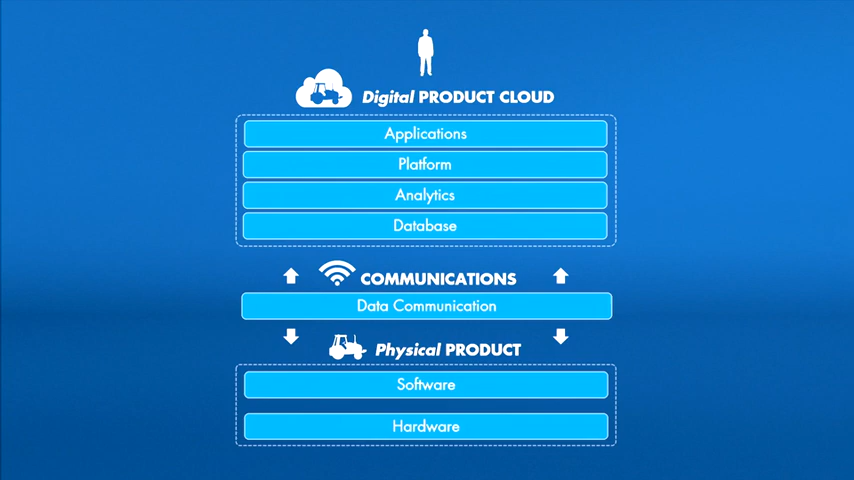 Digital PRODUCT CLOUD
Applications
Platform
Analytics
Database
COMMUNICATIONS
Data Communication
Physical PRODUCT
Software
Hardware